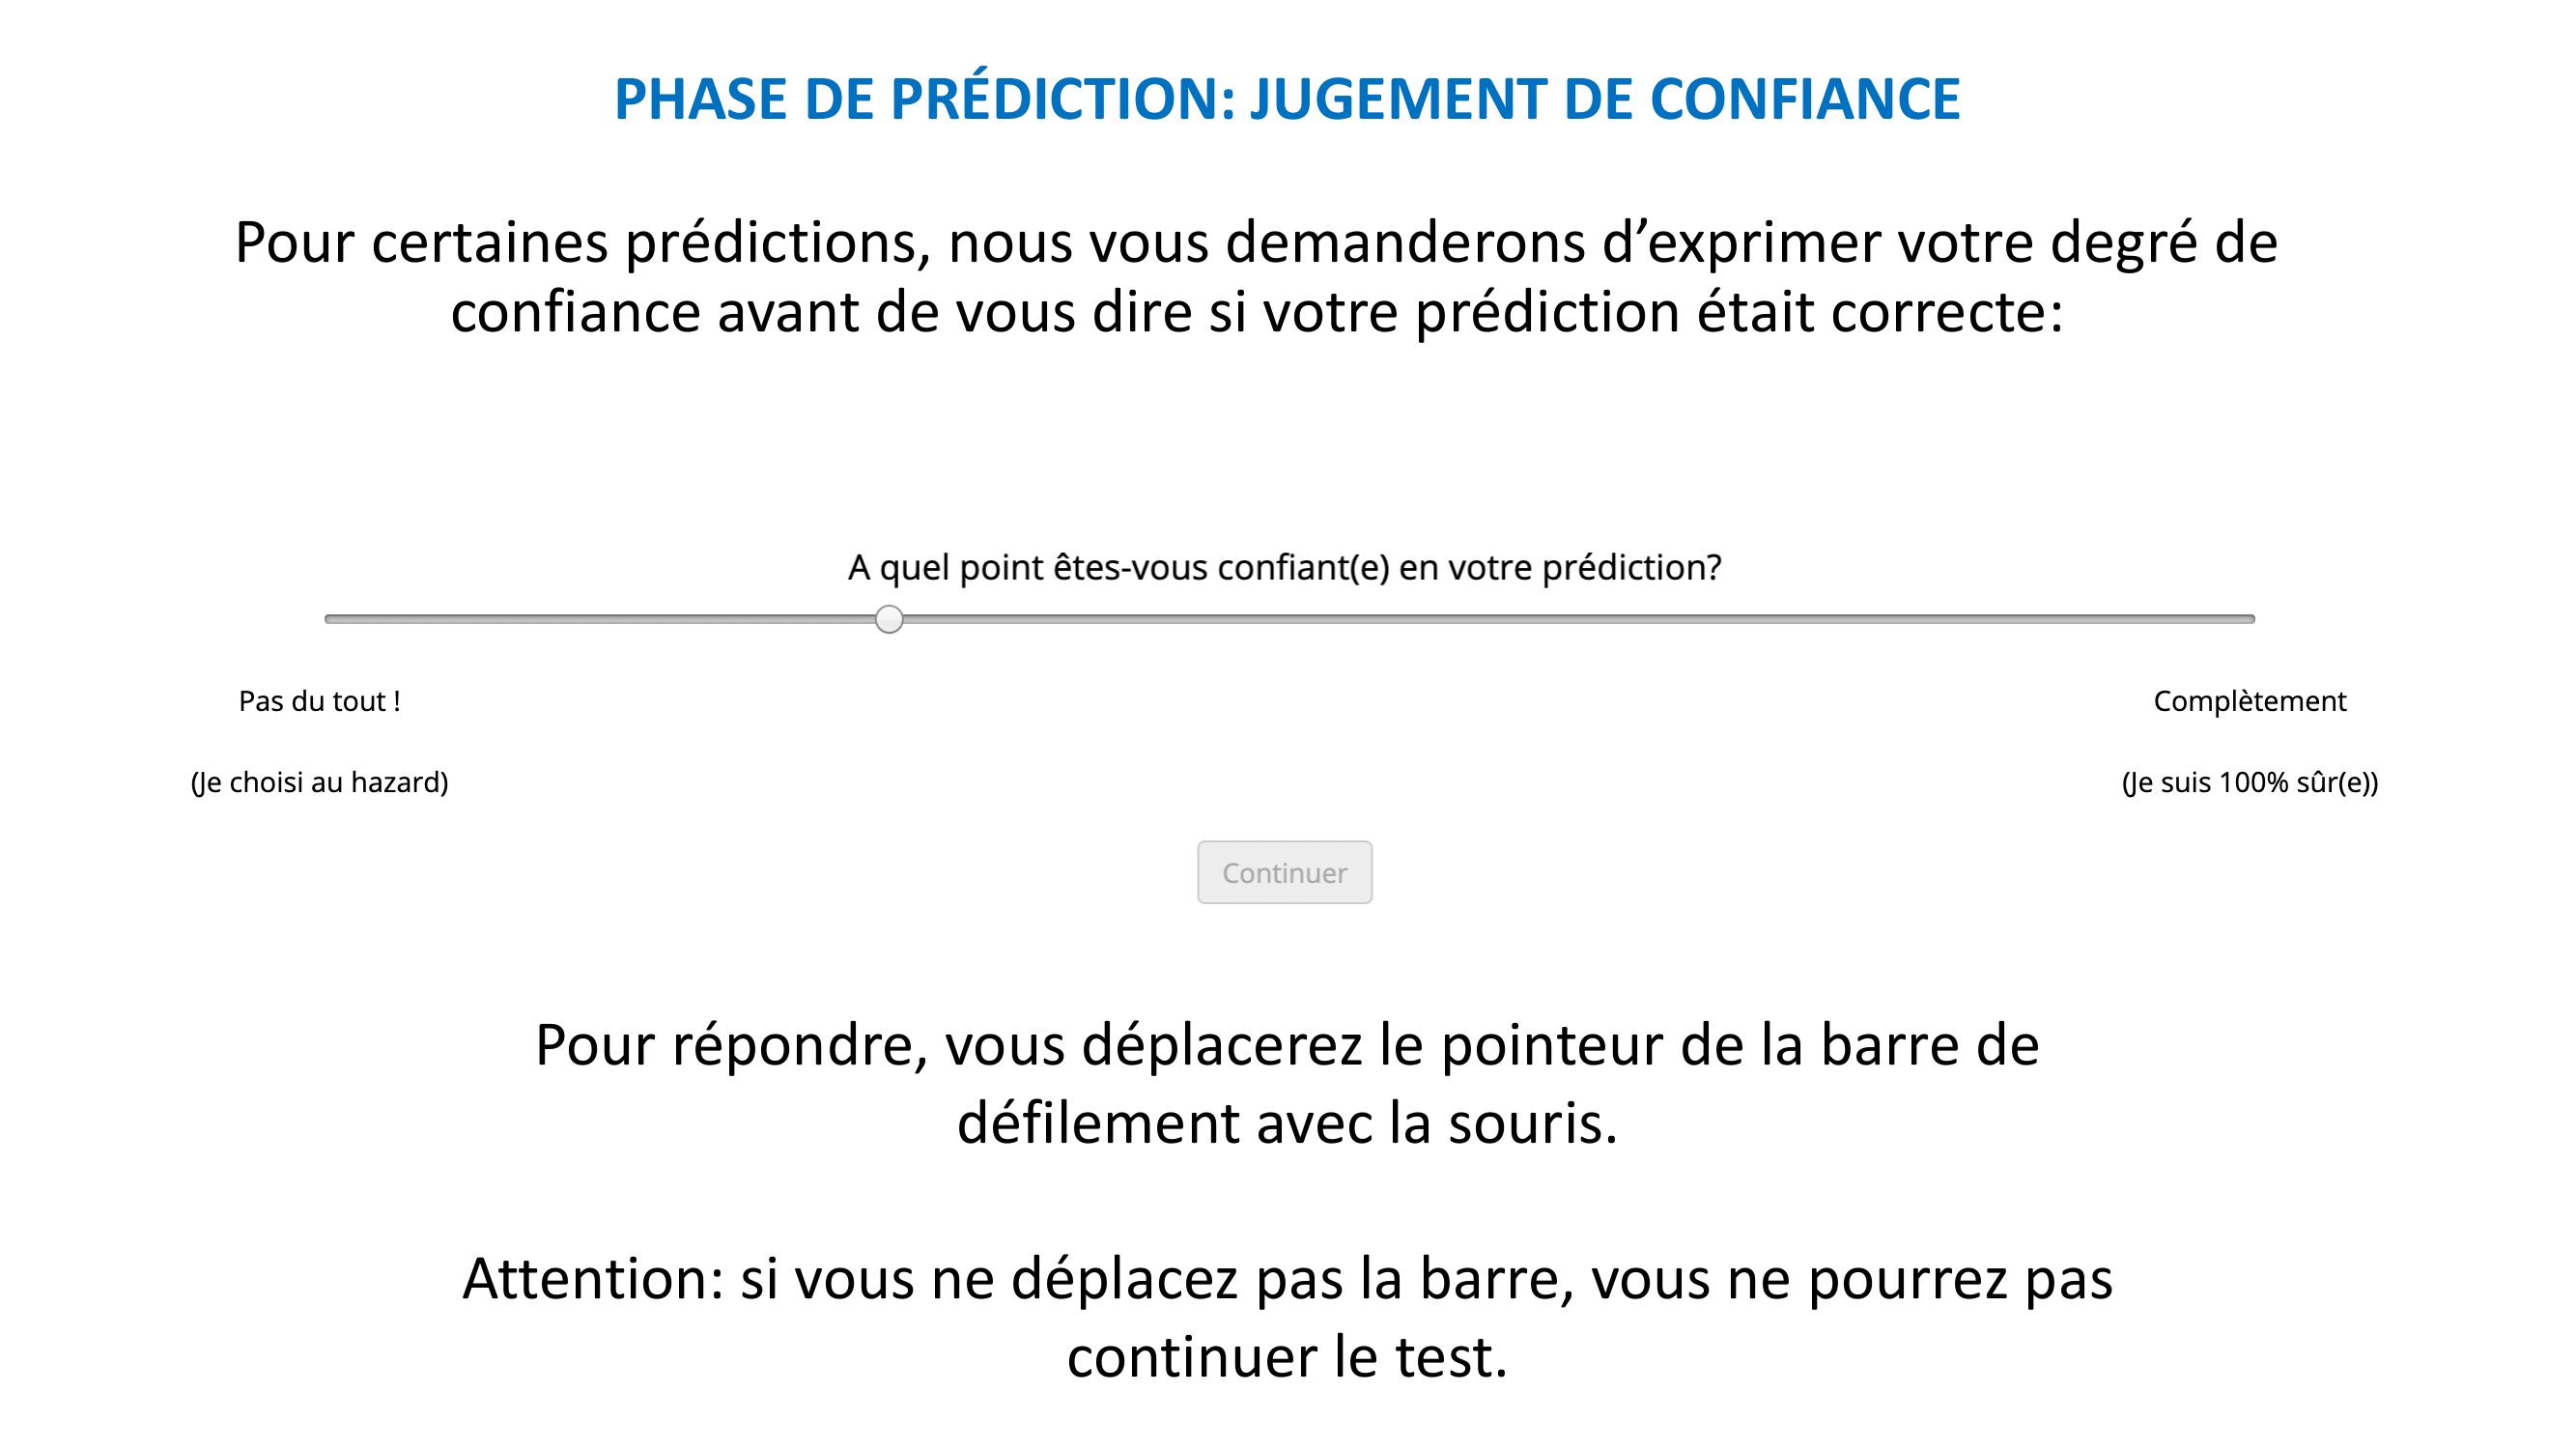 PHASE DE PRÉDICTION: JUGEMENT DE CONFIANCE
Pour certaines prédictions, nous vous demanderons d’exprimer votre degré de
confiance avant de vous dire si votre prédiction était correcte:
A quel point êtes-vous confiant(e) en votre prédiction?
Pas du tout !
(Je choisi au hazard)
Complètement
(Je suis 100% sûr(e))
Continuer
Pour répondre, vous déplacerez le pointeur de la barre de
défilement avec la souris.
Attention: si vous ne déplacez pas la barre, vous ne pourrez pas
continuer le test.